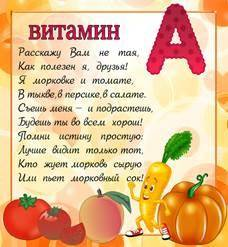 ВИТАМИН А
Расскажу Вам не тая,
Как полезен я, друзья!
Я морковке и томате,
В тыкве, в персике, в салате.
Съешь меня – и подрастешь,
Будешь ты во всем хорош!
Помни истину простую:
Лучше видит только тот,
Кто жует морковь сырую
Или пьет морковный сок!